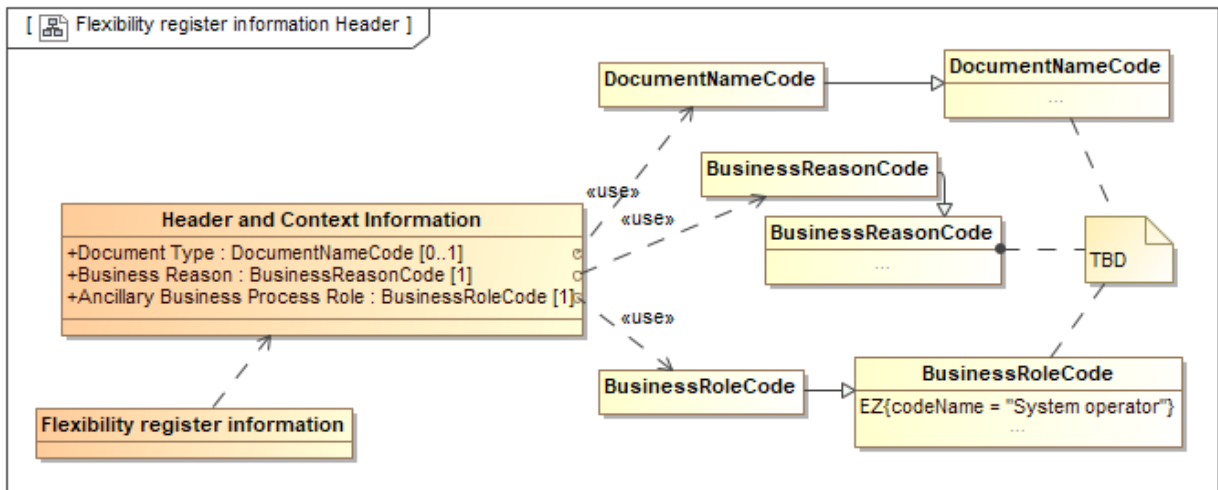 [ Flexibility register information Header ]
DocumentNameCode
DocumentNameCode
...
«use»
BusinessReasonCode
«use»
Header and Context Information
+Document Type : DocumentNameCode [0..1]
+Business Reason : BusinessReasonCode [1]
+Ancillary Business Process Role : BusinessRoleCode [1]
BusinessReasonCode
...
TBD
«use»
BusinessRoleCode
BusinessRoleCode
EZ{codeName = "System operator"}
...
Flexibility register information